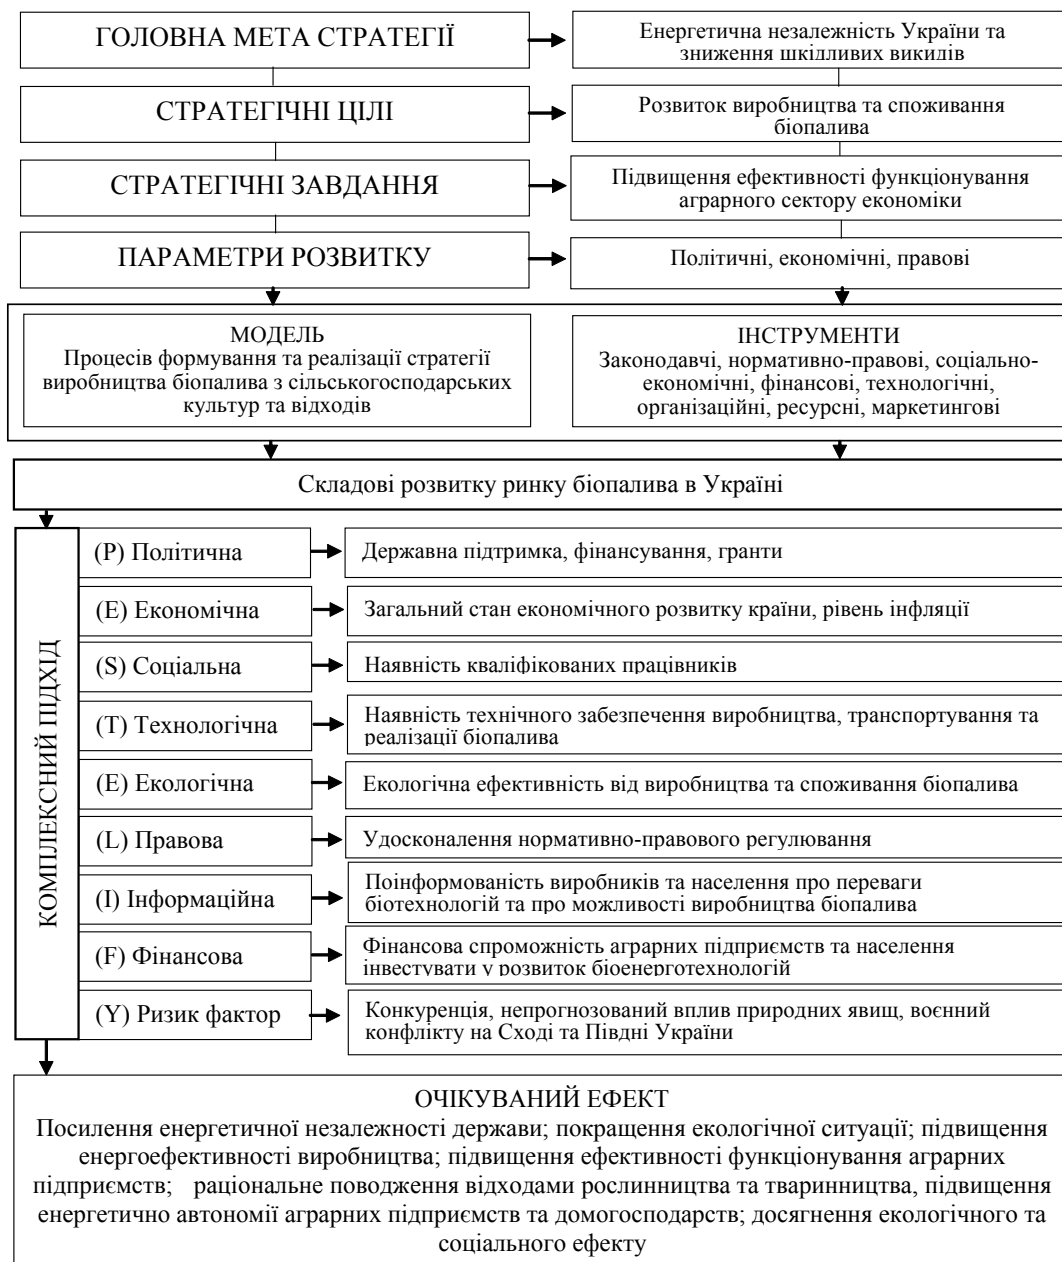 ГОЛОВНА МЕТА СТРАТЕГІЇ
Енергетична незалежність України та
зниження шкідливих викидів
СТРАТЕГІЧНІ ЦІЛІ
Розвиток виробництва та споживання
біопалива
СТРАТЕГІЧНІ ЗАВДАННЯ
Підвищення ефективності функціонування
аграрного сектору економіки
ПАРАМЕТРИ РОЗВИТКУ
Політичні, економічні, правові
МОДЕЛЬ
Процесів формування та реалізації стратегії
виробництва біопалива з сільськогосподарських
культур та відходів
ІНСТРУМЕНТИ
Законодавчі, нормативно-правові, соціально-
економічні, фінансові, технологічні,
організаційні, ресурсні, маркетингові
Складові розвитку ринку біопалива в Україні
КОМПЛЕКСНИЙ ПІДХІД
(P) Політична
Державна підтримка, фінансування, гранти
(E) Економічна
Загальний стан економічного розвитку країни, рівень інфляції
(S) Соціальна
Наявність кваліфікованих працівників
(T) Технологічна
Наявність технічного забезпечення виробництва, транспортування та
реалізації біопалива
(E) Екологічна
Екологічна ефективність від виробництва та споживання біопалива
(L) Правова
Удосконалення нормативно-правового регулювання
(I) Інформаційна
Поінформованість виробників та населення про переваги
біотехнологій та про можливості виробництва біопалива
(F) Фінансова
Фінансова спроможність аграрних підприємств та населення
інвестувати у розвиток біоенерготехнологій
(Y) Ризик фактор
Конкуренція, непрогнозований вплив природних явищ, воєнний
конфлікту на Сході та Півдні України
ОЧІКУВАНИЙ ЕФЕКТ
Посилення енергетичної незалежності держави; покращення екологічної ситуації; підвищення
енергоефективності виробництва; підвищення ефективності функціонування аграрних
підприємств; раціональне поводження відходами рослинництва та тваринництва, підвищення
енергетично автономії аграрних підприємств та домогосподарств; досягнення екологічного та
соціального ефекту